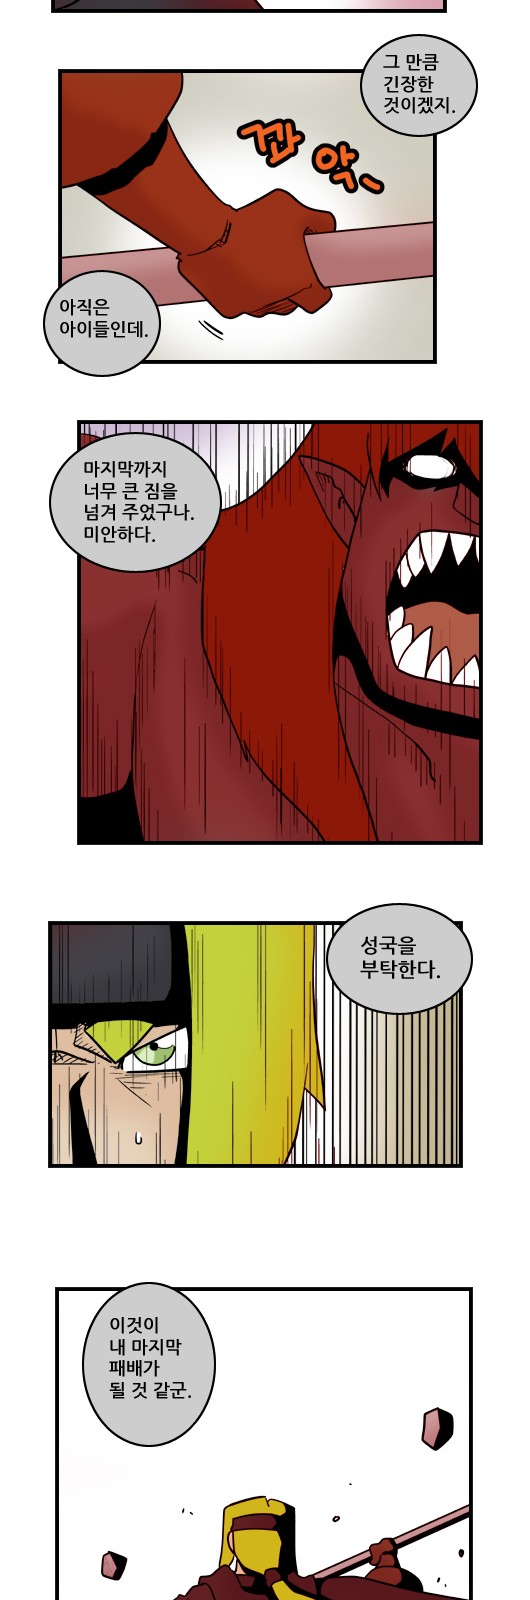 그 만큼
긴장한
것이겠지.
꽈악
아직은
아이들인데.
마지막까지
너무 큰 짐을
넘겨 주었구나.
미안하다.
성국을
부탁한다.
이것이
내 마지막
패배가
될 것 같군.